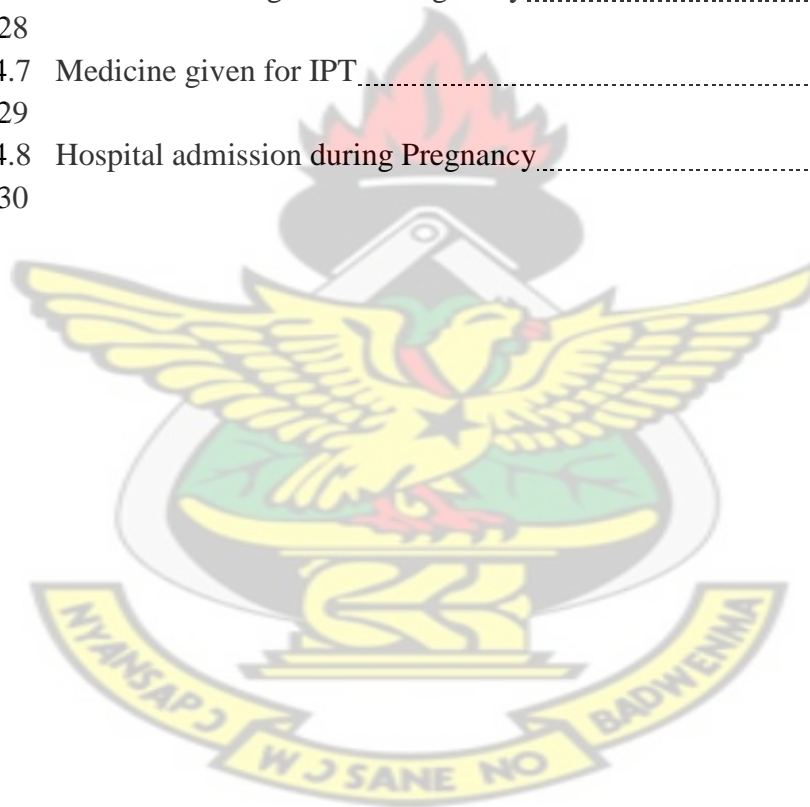 28
4.7 Medicine given for IPT
29
4.8 Hospital admission during Pregnancy
30
NYANSAPƆ WƆ SANE NO BADWENMA